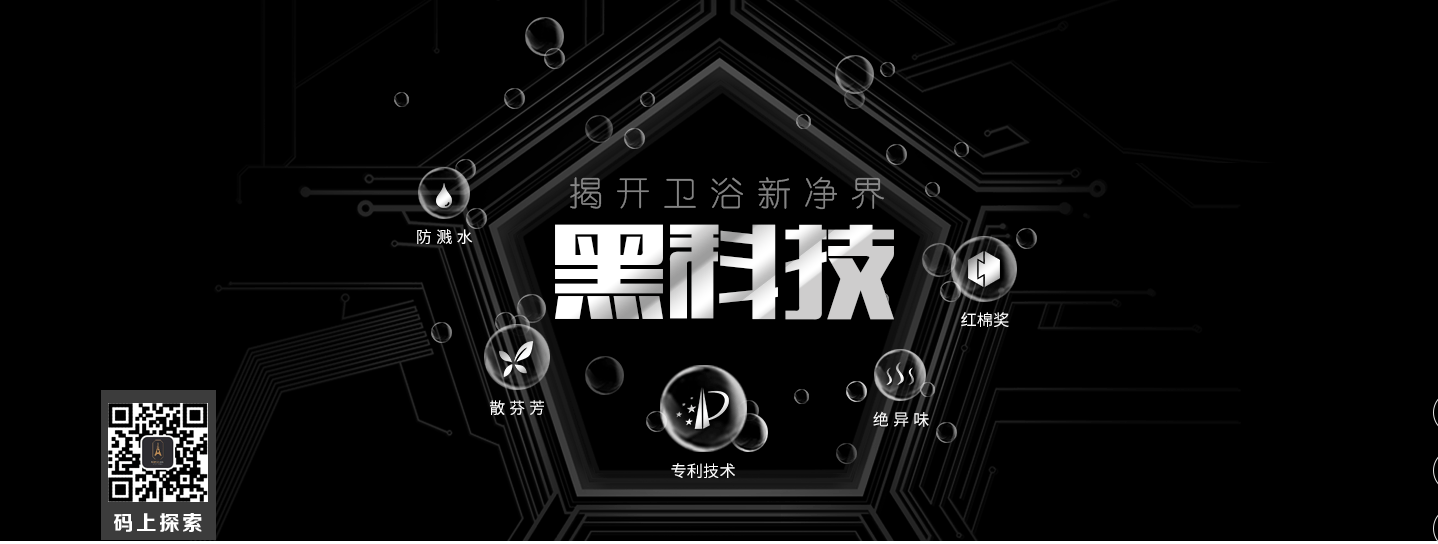 揭开卫浴新净界
黑科技
防溅水
红棉奖
散芬芳
绝异味
专利技术
码上探索